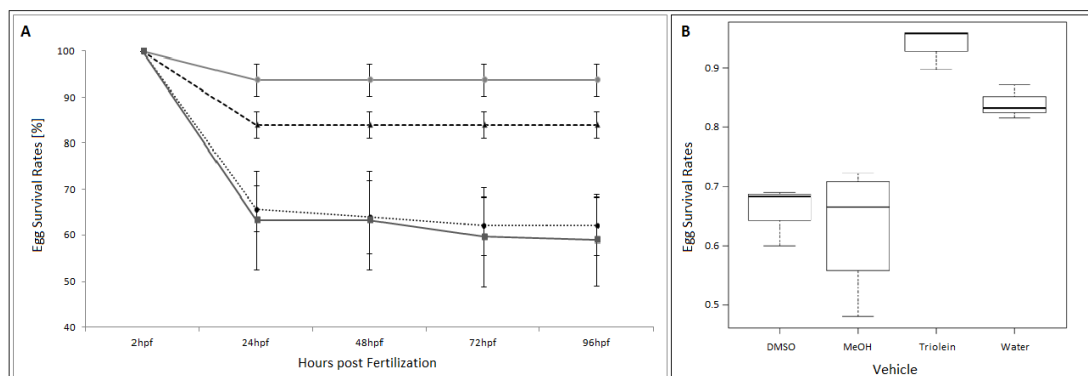 A
Egg Survival Rates [%]
100
90
80
70
60
50
40
2hpf 24hpf 48hpf 72hpf 96hpf
Hours post Fertilization
B
Egg Survival Rates
0.9
0.8
0.7
0.6
0.5
DMSO MeOH Triolein Water
Vehicle